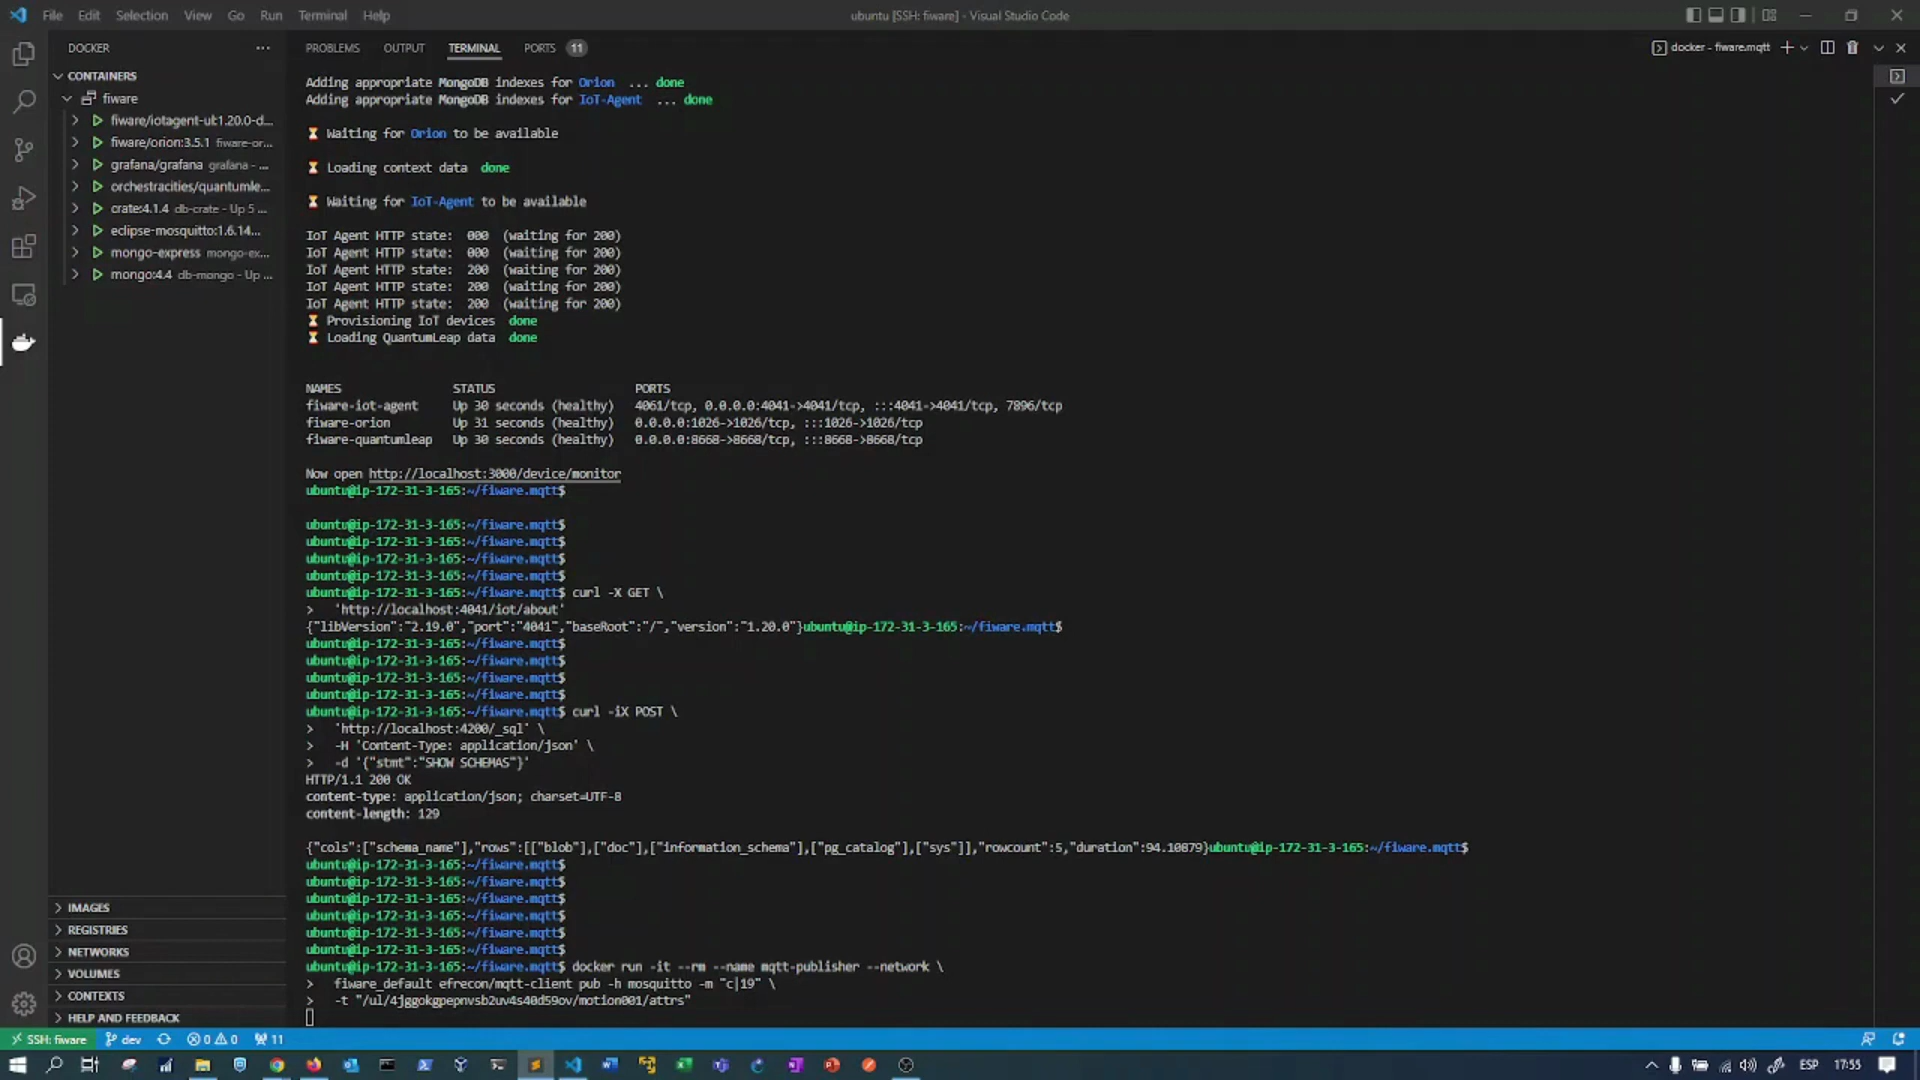 File Edit Selection View Go Run Terminal Help
ubuntu [SSH: fiware] - Visual Studio Code
DOCKER ...
PROBLEMS OUTPUT TERMINAL PORTS 11
docker - fiware.mqtt
CONTAINERS
fiware
fiware/iotagent-ul:1.20.0-d...
fiware/orion:3.5.1 fiware-or...
grafana/grafana grafana - ...
orchestracities/quantumle...
crate:4.1.4 db-crate - Up 5 ...
eclipse-mosquitto:1.6.14...
mongo-express mongo-ex...
mongo:4.4 db-mongo - Up ...
IMAGES
REGISTRIES
NETWORKS
VOLUMES
CONTEXTS
HELP AND FEEDBACK
Adding appropriate MongoDB indexes for Orion ... done
Adding appropriate MongoDB indexes for IoT-Agent ... done
Waiting for Orion to be available
Loading context data done
Waiting for IoT-Agent to be available
IoT Agent HTTP state: 000 (waiting for 200)
IoT Agent HTTP state: 000 (waiting for 200)
IoT Agent HTTP state: 200 (waiting for 200)
IoT Agent HTTP state: 200 (waiting for 200)
IoT Agent HTTP state: 200 (waiting for 200)
Provisioning IoT devices done
Loading QuantumLeap data done
NAMES STATUS PORTS
fiware-iot-agent Up 30 seconds (healthy) 4061/tcp, 0.0.0.0:4041->4041/tcp, :::4041->4041/tcp, 7896/tcp
fiware-orion Up 31 seconds (healthy) 0.0.0.0:1026->1026/tcp, :::1026->1026/tcp
fiware-quantumleap Up 30 seconds (healthy) 0.0.0.0:8668->8668/tcp, :::8668->8668/tcp
Now open http://localhost:3000/device/monitor
ubuntu@ip-172-31-3-165:~/fiware.mqtt$
ubuntu@ip-172-31-3-165:~/fiware.mqtt$
ubuntu@ip-172-31-3-165:~/fiware.mqtt$
ubuntu@ip-172-31-3-165:~/fiware.mqtt$
ubuntu@ip-172-31-3-165:~/fiware.mqtt$
ubuntu@ip-172-31-3-165:~/fiware.mqtt$ curl -X GET \
> 'http://localhost:4041/iot/about'
{"libVersion":"2.19.0","port":"4041","baseRoot":"/","version":"1.20.0"}ubuntu@ip-172-31-3-165:~/fiware.mqtt$
ubuntu@ip-172-31-3-165:~/fiware.mqtt$
ubuntu@ip-172-31-3-165:~/fiware.mqtt$
ubuntu@ip-172-31-3-165:~/fiware.mqtt$
ubuntu@ip-172-31-3-165:~/fiware.mqtt$
ubuntu@ip-172-31-3-165:~/fiware.mqtt$ curl -iX POST \
> 'http://localhost:4200/_sql' \
> -H 'Content-Type: application/json' \
> -d '{"stmt":"SHOW SCHEMAS"}'
HTTP/1.1 200 OK
content-type: application/json; charset=UTF-8
content-length: 129
{"cols":["schema_name"],"rows":[["blob"],["doc"],["information_schema"],["pg_catalog"],["sys"]],"rowcount":5,"duration":94.10879}ubuntu@ip-172-31-3-165:~/fiware.mqtt$
ubuntu@ip-172-31-3-165:~/fiware.mqtt$
ubuntu@ip-172-31-3-165:~/fiware.mqtt$
ubuntu@ip-172-31-3-165:~/fiware.mqtt$
ubuntu@ip-172-31-3-165:~/fiware.mqtt$
ubuntu@ip-172-31-3-165:~/fiware.mqtt$
ubuntu@ip-172-31-3-165:~/fiware.mqtt$
ubuntu@ip-172-31-3-165:~/fiware.mqtt$ docker run -it --rm --name mqtt-publisher --network \
> fiware_default efrecon/mqtt-client pub -h mosquitto -m "c|19" \
> -t "/ul/4jggokgpepnvsb2uv4s40d59ov/motion001/attrs"
SSH: fiware dev 0 0 11
ESP 17:55